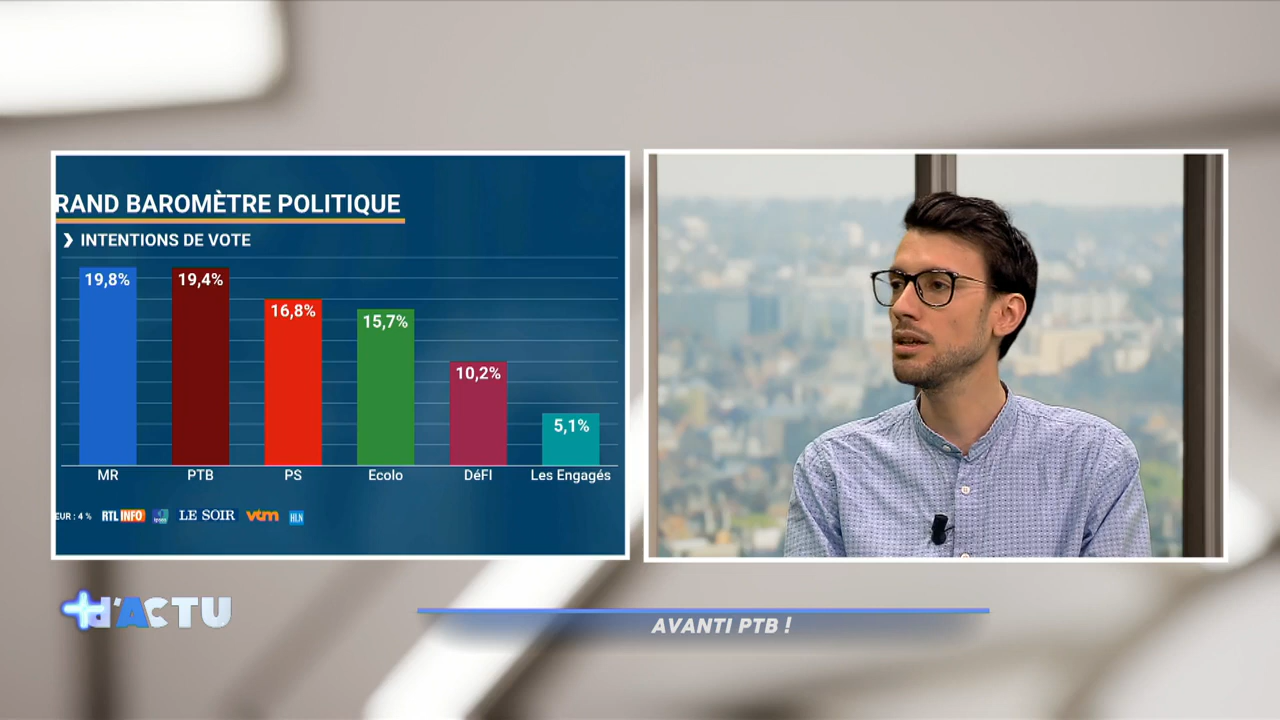 RAND BAROMÈTRE POLITIQUE
❯ INTENTIONS DE VOTE
19,8% 19,4% 16,8% 15,7% 10,2% 5,1%
MR PTB PS Ecolo DéFI Les Engagés
EUR : 4 % RTL INFO Ipsos LE SOIR vtm HLN
+d'ACTU
AVANTI PTB !